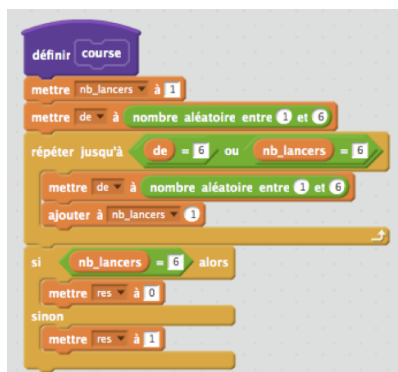 définir course
mettre nb_lancers à 1
mettre de à nombre aléatoire entre 1 et 6
répéter jusqu'à de = 6 ou nb_lancers = 6
mettre de à nombre aléatoire entre 1 et 6
ajouter à nb_lancers 1
si nb_lancers = 6 alors
mettre res à 0
sinon
mettre res à 1